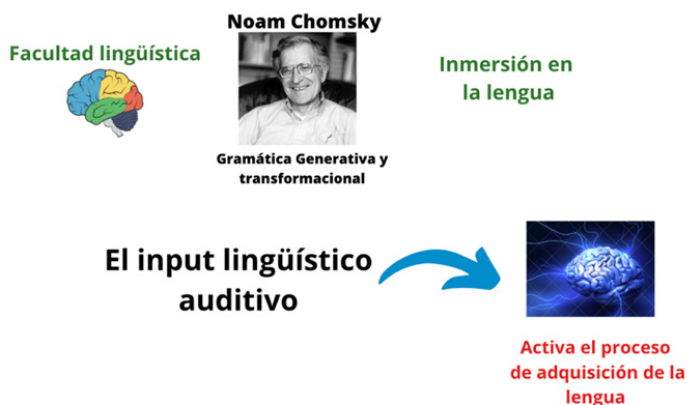 Noam Chomsky
Facultad lingüística
Inmersión en
la lengua
Gramática Generativa y
transformacional
El input lingüístico
auditivo
Activa el proceso
de adquisición de la
lengua